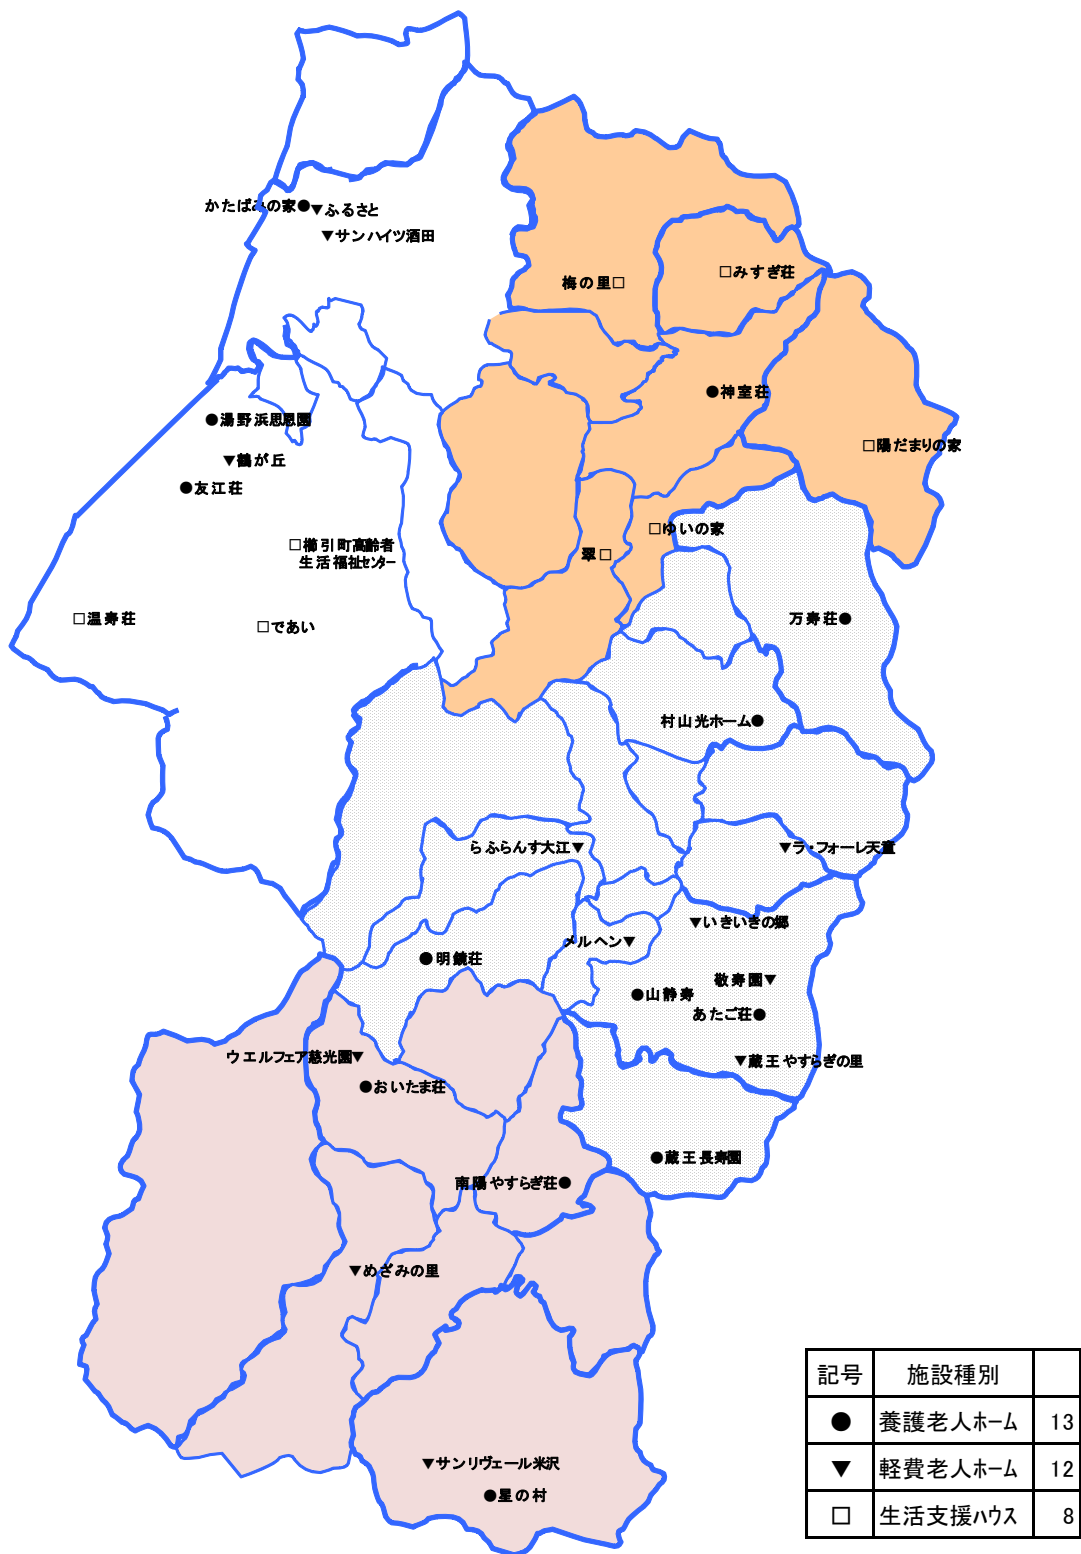 かたばみの家●
▼ふるさと
▼サンハイツ酒田
梅の里□
□みすぎ荘
●神室荘
●湯野浜思恩園
□陽だまりの家
▼鶴が丘
●友江荘
□ゆいの家
□櫛引町高齢者
生活福祉センター
翠□
□温寿荘
□であい
万寿荘●
村山光ホーム●
らふらんす大江▼
▼ラ・フォーレ天童
▼いきいきの郷
メルヘン▼
●明鏡荘
敬寿園▼
●山静寿
あたご荘●
ウエルフェア慈光園▼
▼蔵王やすらぎの里
●おいたま荘
●蔵王長寿園
南陽やすらぎ荘●
▼めざみの里
▼サンリヴェール米沢
●星の村
記号 施設種別
● 養護老人ホーム 13
▼ 軽費老人ホーム 12
□ 生活支援ハウス 8